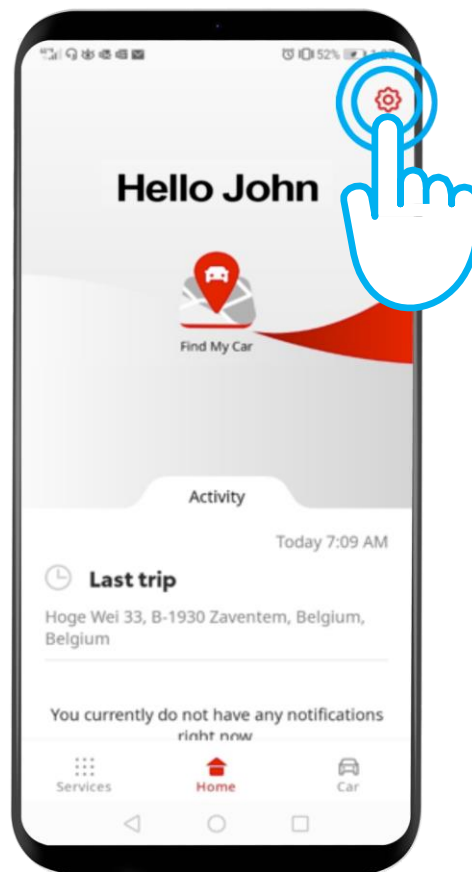 52%
Hello John
Find My Car
Activity
Today 7:09 AM
Last trip
Hoge Wei 33, B-1930 Zaventem, Belgium,
Belgium
You currently do not have any notifications
right now
Services Home Car